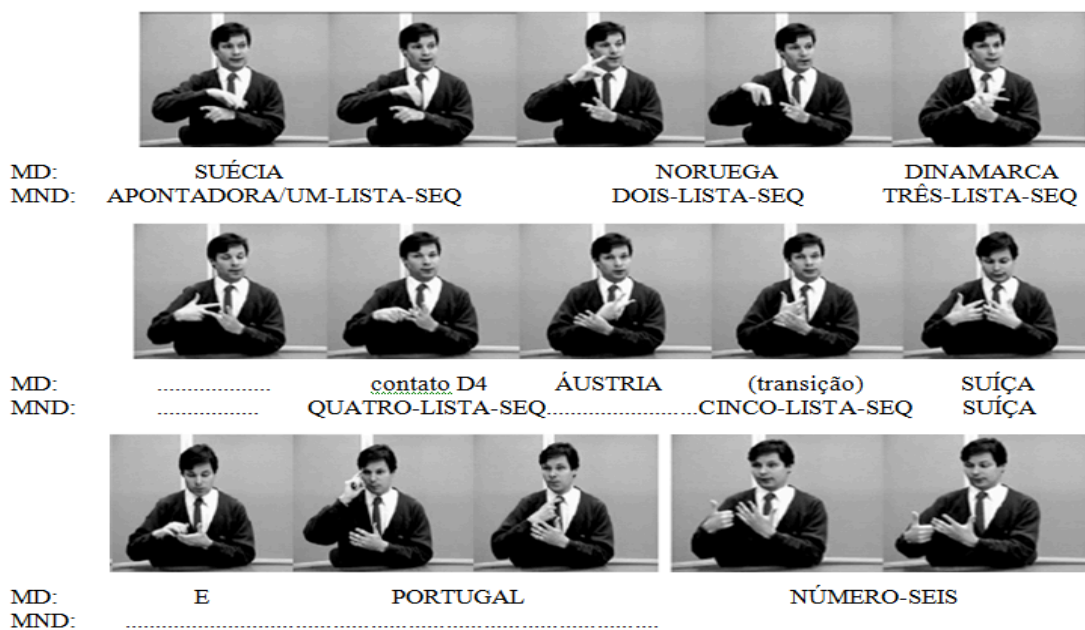 MD: SUÉCIA NORUEGA DINAMARCA
MND: APONTADORA/UM-LISTA-SEQ DOIS-LISTA-SEQ TRÊS-LISTA-SEQ
MD: ................... contato D4 ÁUSTRIA (transição) SUÍÇA
MND: ................. QUATRO-LISTA-SEQ.........................CINCO-LISTA-SEQ SUÍÇA
MD: E PORTUGAL NÚMERO-SEIS
MND: .........................................................................................